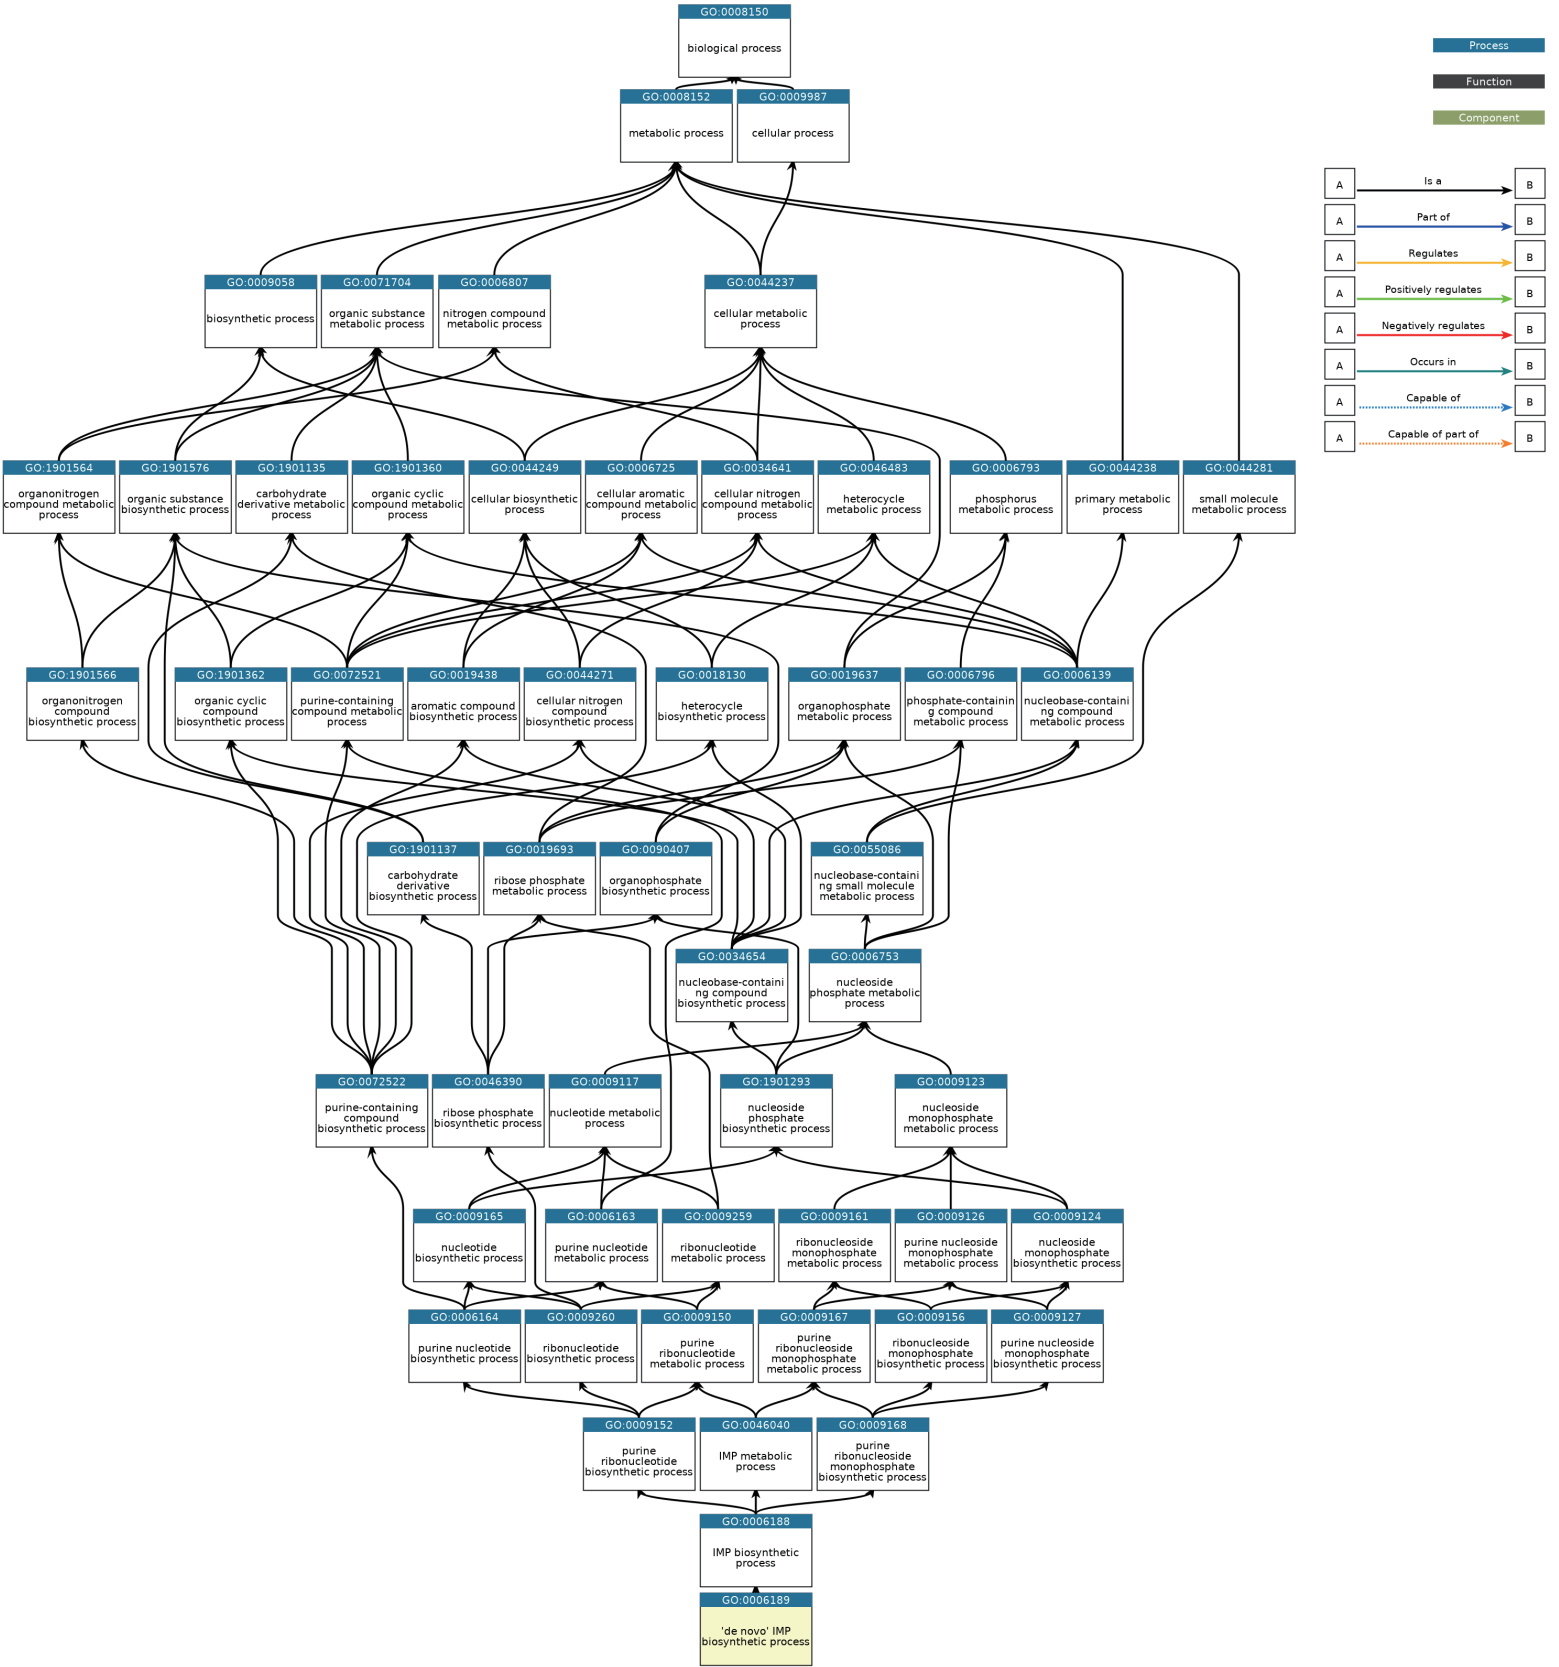 GO:0008150
biological process
Process
GO:0008152
metabolic process
GO:0009987
cellular process
Function
Component
A
Is a
B
A
Part of
B
A
Regulates
B
A
Positively regulates
B
A
Negatively regulates
B
A
Occurs in
B
A
Capable of
B
A
Capable of part of
B
GO:0009058
biosynthetic process
GO:0071704
organic substance
metabolic process
GO:0006807
nitrogen compound
metabolic process
GO:0044237
cellular metabolic
process
GO:1901564
organonitrogen
compound metabolic
process
GO:1901576
organic substance
biosynthetic process
GO:1901135
carbohydrate
derivative metabolic
process
GO:1901360
organic cyclic
compound metabolic
process
GO:0044249
cellular biosynthetic
process
GO:0006725
cellular aromatic
compound metabolic
process
GO:0034641
cellular nitrogen
compound metabolic
process
GO:0046483
heterocycle
metabolic process
GO:0006793
phosphorus
metabolic process
GO:0044238
primary metabolic
process
GO:0044281
small molecule
metabolic process
GO:1901566
organonitrogen
compound
biosynthetic process
GO:1901362
organic cyclic
compound
biosynthetic process
GO:0072521
purine-containing
compound metabolic
process
GO:0019438
aromatic compound
biosynthetic process
GO:0044271
cellular nitrogen
compound
biosynthetic process
GO:0018130
heterocycle
biosynthetic process
GO:0019637
organophosphate
metabolic process
GO:0006796
phosphate-containin
g compound
metabolic process
GO:0006139
nucleobase-containi
ng compound
metabolic process
GO:1901137
carbohydrate
derivative
biosynthetic process
GO:0019693
ribose phosphate
metabolic process
GO:0090407
organophosphate
biosynthetic process
GO:0055086
nucleobase-containi
ng small molecule
metabolic process
GO:0034654
nucleobase-containi
ng compound
biosynthetic process
GO:0006753
nucleoside
phosphate metabolic
process
GO:0072522
purine-containing
compound
biosynthetic process
GO:0046390
ribose phosphate
biosynthetic process
GO:0009117
nucleotide metabolic
process
GO:1901293
nucleoside
phosphate
biosynthetic process
GO:0009123
nucleoside
monophosphate
metabolic process
GO:0009165
nucleotide
biosynthetic process
GO:0006163
purine nucleotide
metabolic process
GO:0009259
ribonucleotide
metabolic process
GO:0009161
ribonucleoside
monophosphate
metabolic process
GO:0009126
purine nucleoside
monophosphate
metabolic process
GO:0009124
nucleoside
monophosphate
biosynthetic process
GO:0006164
purine nucleotide
biosynthetic process
GO:0009260
ribonucleotide
biosynthetic process
GO:0009150
purine
ribonucleotide
metabolic process
GO:0009167
purine
ribonucleoside
monophosphate
metabolic process
GO:0009156
ribonucleoside
monophosphate
biosynthetic process
GO:0009127
purine nucleoside
monophosphate
biosynthetic process
GO:0009152
purine
ribonucleotide
biosynthetic process
GO:0046040
IMP metabolic
process
GO:0009168
purine
ribonucleoside
monophosphate
biosynthetic process
GO:0006188
IMP biosynthetic
process
GO:0006189
'de novo' IMP
biosynthetic process